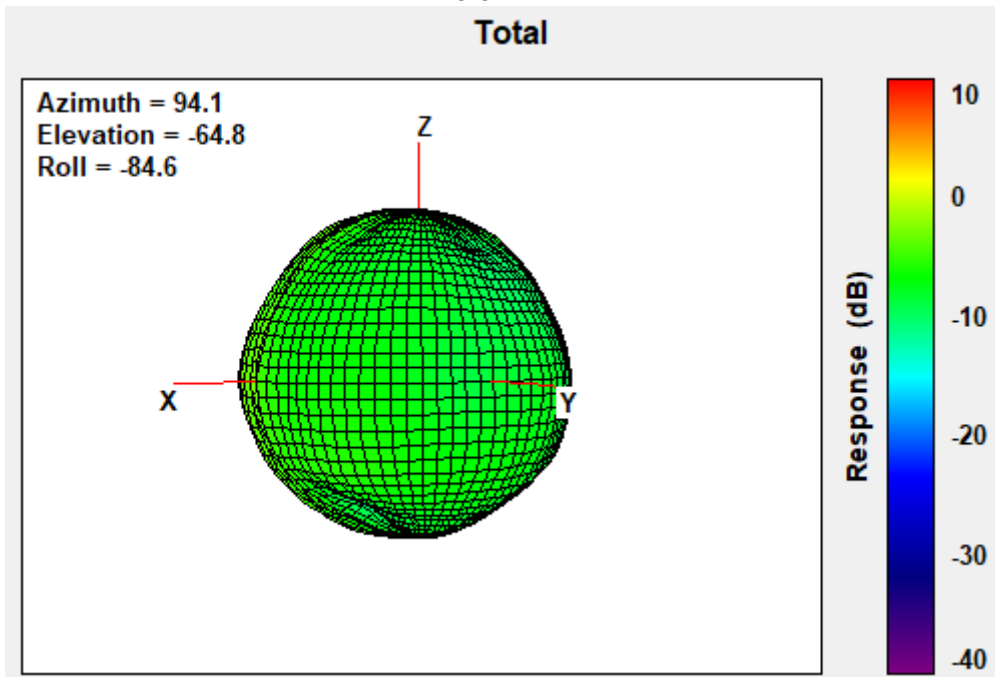 Total
Azimuth = 94.1
Elevation = -64.8
Roll = -84.6
Z
X
Y
10
0
-10
-20
-30
-40
Response (dB)